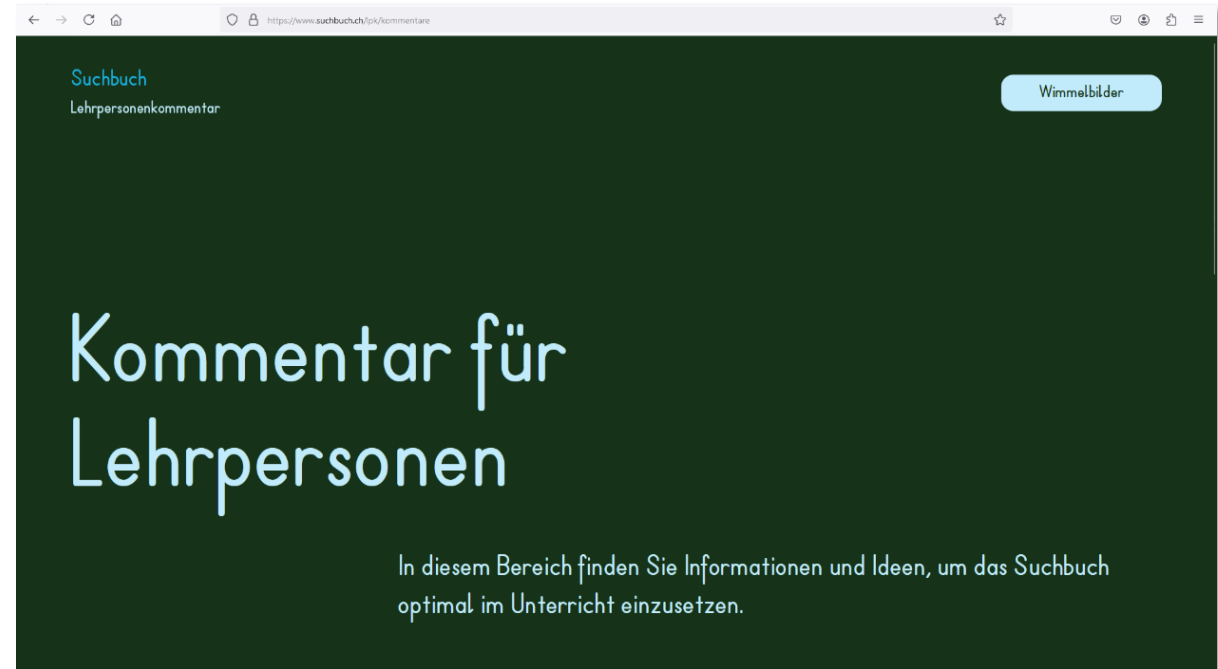 https://www.suchbuch.ch/lpk/kommentare
Suchbuch
Lehrpersonenkommentar
Wimmelbilder
Kommentar für
Lehrpersonen
In diesem Bereich finden Sie Informationen und Ideen, um das Suchbuch
optimal im Unterricht einzusetzen.